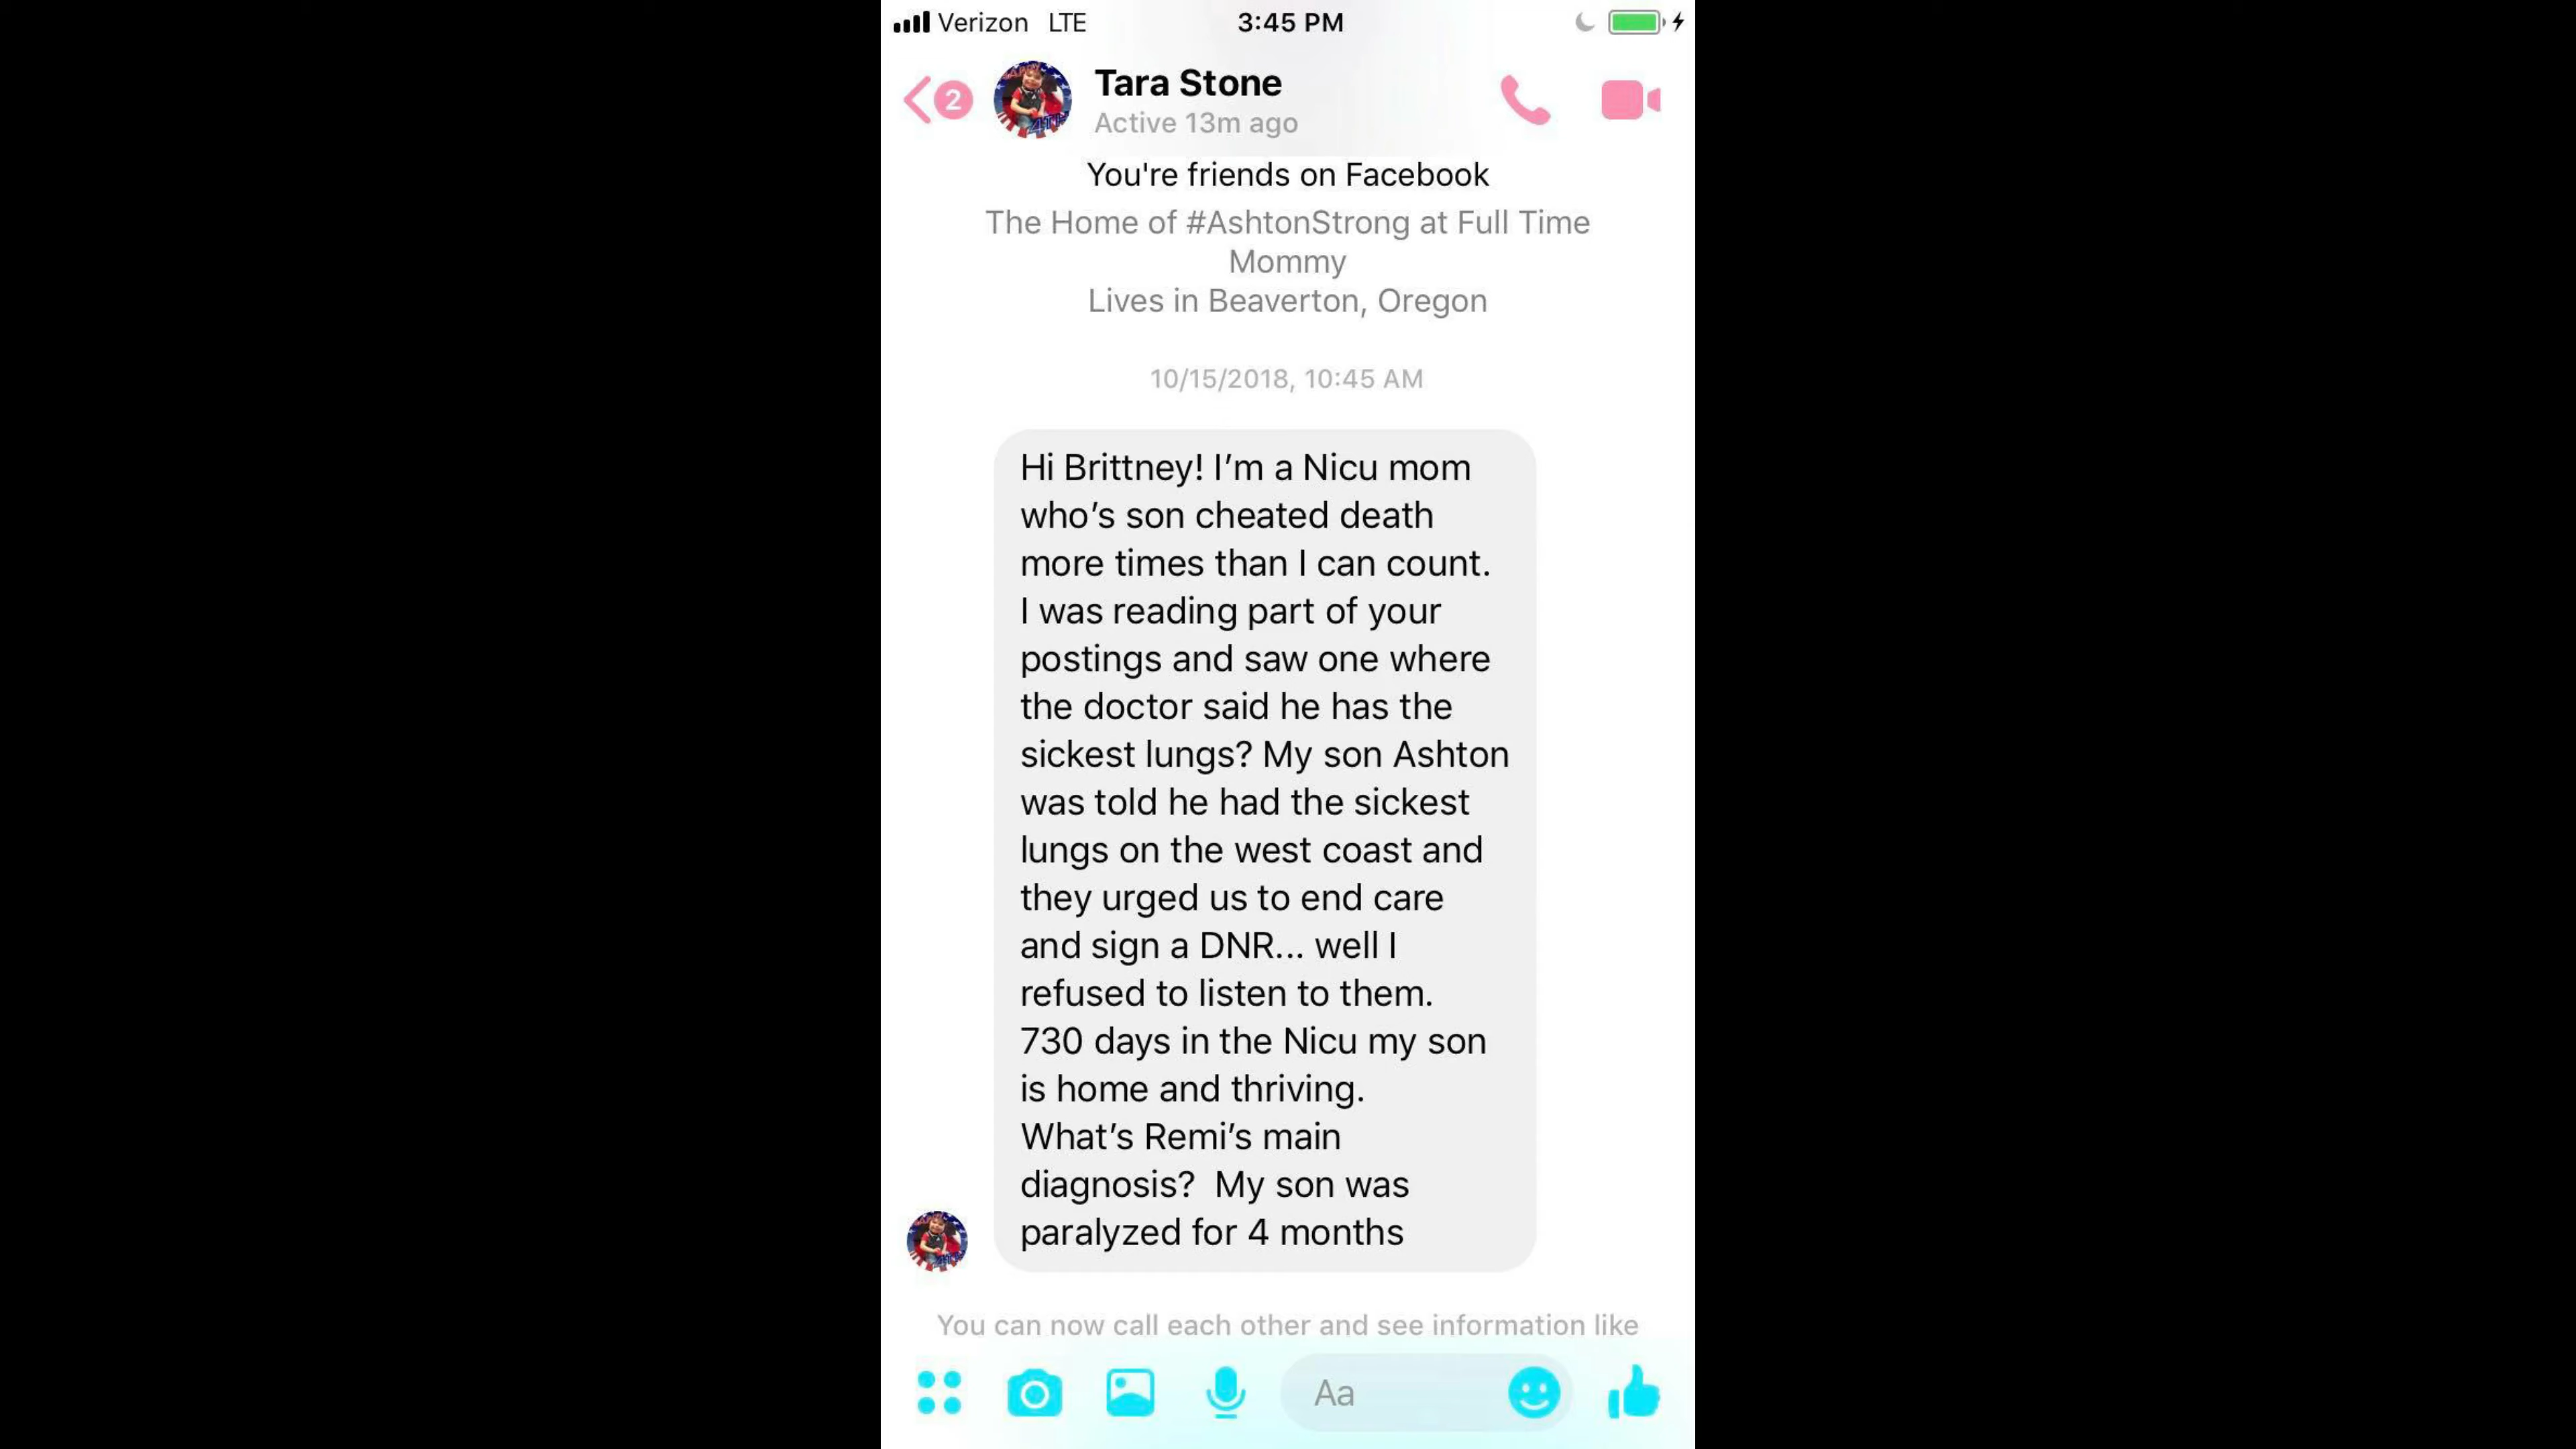 Verizon LTE 3:45 PM
2
Tara Stone
Active 13m ago
You're friends on Facebook
The Home of #AshtonStrong at Full Time
Mommy
Lives in Beaverton, Oregon
10/15/2018, 10:45 AM
Hi Brittney! I’m a Nicu mom
who’s son cheated death
more times than I can count.
I was reading part of your
postings and saw one where
the doctor said he has the
sickest lungs? My son Ashton
was told he had the sickest
lungs on the west coast and
they urged us to end care
and sign a DNR... well I
refused to listen to them.
730 days in the Nicu my son
is home and thriving.
What’s Remi’s main
diagnosis?  My son was
paralyzed for 4 months
You can now call each other and see information like
Aa